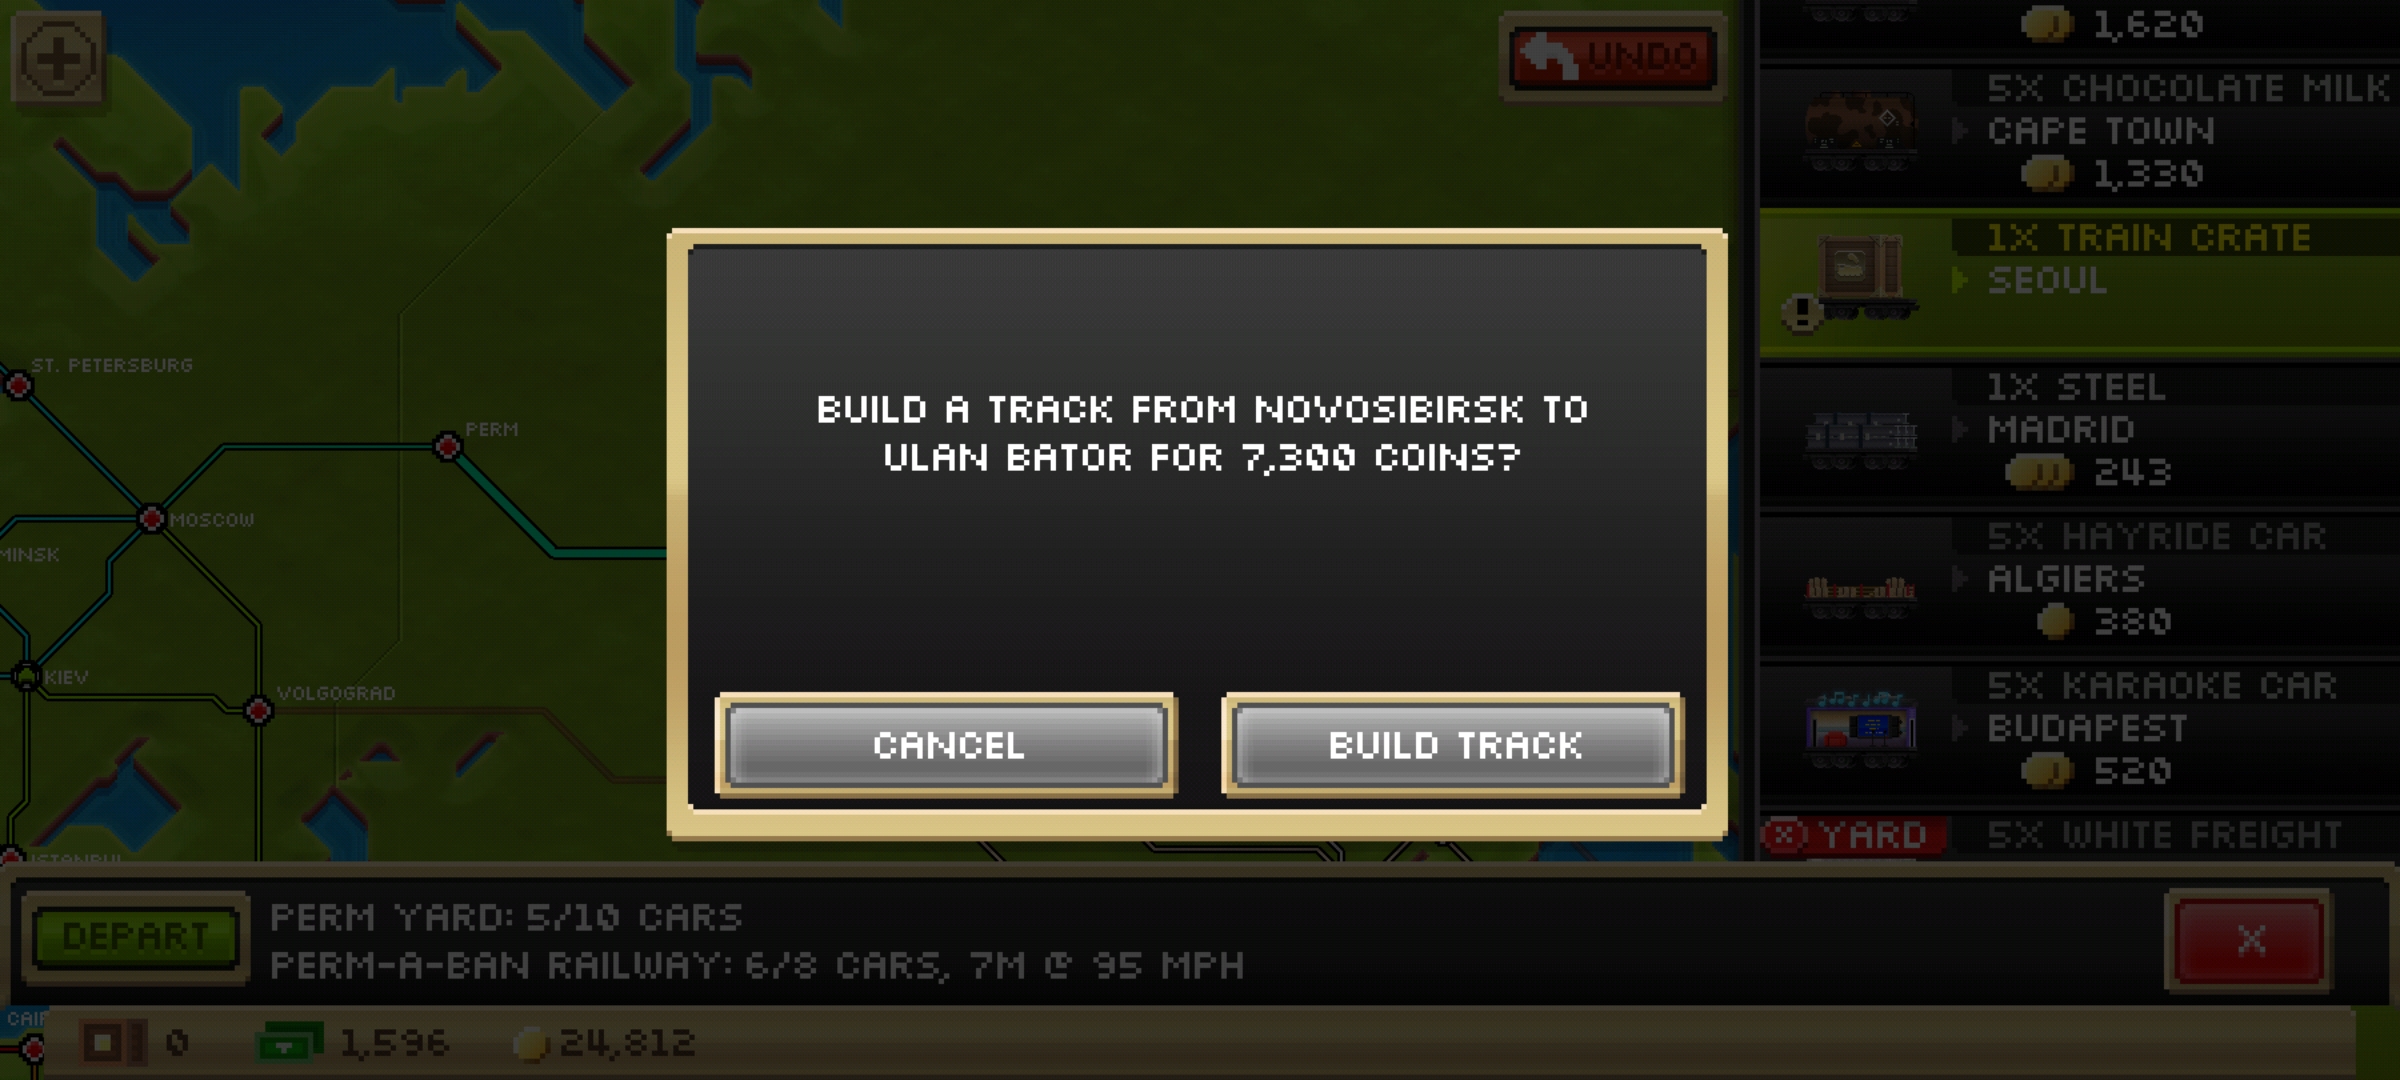 1,620
UNDO
5X CHOCOLATE MILK
CAPE TOWN
1,330
1X TRAIN CRATE
SEOUL
ST. PETERSBURG
PERM
MOSCOW
MINSK
KIEV
VOLGOGRAD
ISTANBUL
BUILD A TRACK FROM NOVOSIBIRSK TO
ULAN BATOR FOR 7,300 COINS?
CANCEL
BUILD TRACK
1X STEEL
MADRID
243
5X HAYRIDE CAR
ALGIERS
380
5X KARAOKE CAR
BUDAPEST
520
X YARD
5X WHITE FREIGHT
DEPART
PERM YARD: 5/10 CARS
PERM-A-BAN RAILWAY: 6/8 CARS, 7M @ 95 MPH
X
CAI
0
1,596
24,812